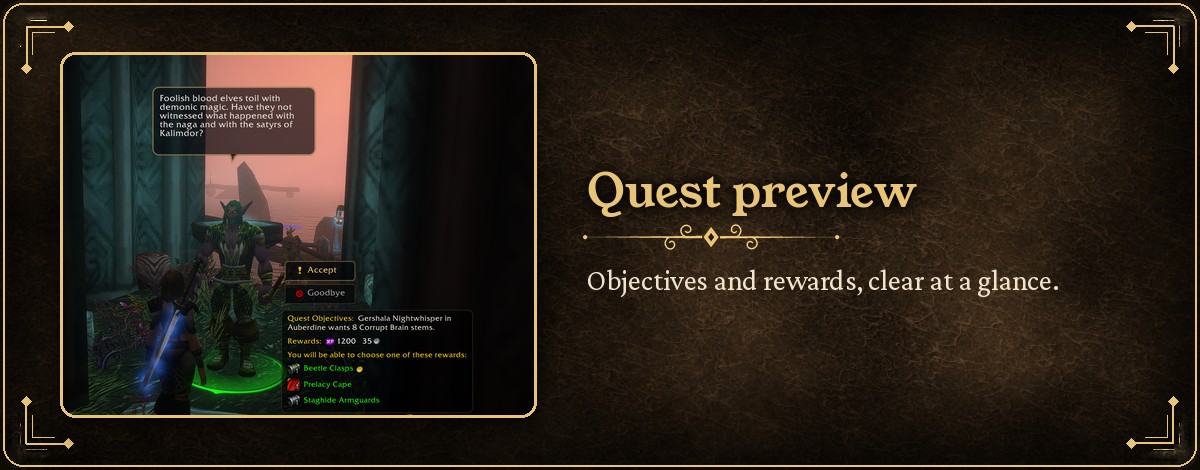 Foolish blood elves toil with
demonic magic. Have they not
witnessed what happened with
the naga and with the satyrs of
Kalimdor?
Accept
Goodbye
Quest Objectives: Gershala Nightwhisper in
Auberdine wants 8 Corrupt Brain stems.
Rewards: XP 1200 35
You will be able to choose one of these rewards:
Beetle Clasps
Prelacy Cape
Staghide Armguards
Quest preview
Objectives and rewards, clear at a glance.